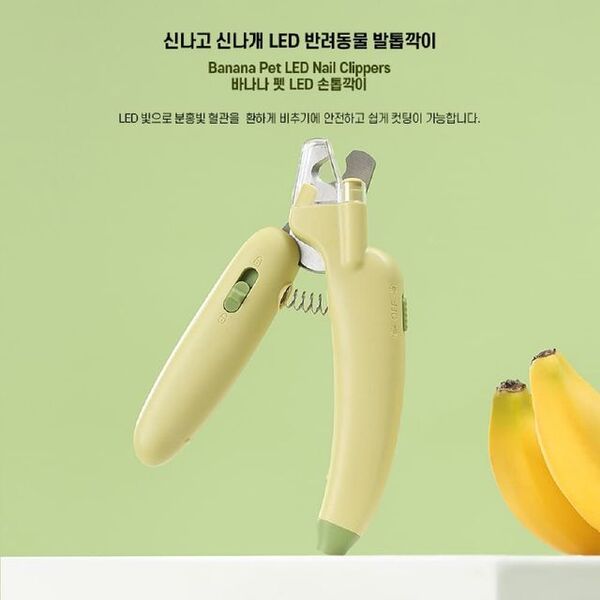 신나고 신나개 LED 반려동물 발톱깍이
Banana Pet LED Nail Clippers
바나나 펫 LED 손톱깍이
LED 빛으로 분홍빛 혈관을 환하게 비추기에 안전하고 쉽게 컷팅이 가능합니다.
OFF